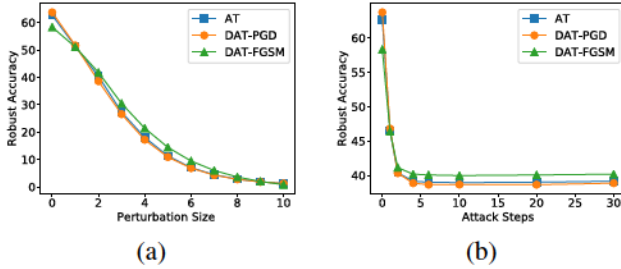 AT
DAT-PGD
DAT-FGSM
Robust Accuracy
60
50
40
30
20
10
0
0 2 4 6 8 10
Perturbation Size
(a)
AT
DAT-PGD
DAT-FGSM
Robust Accuracy
60
55
50
45
40
0 5 10 15 20 25 30
Attack Steps
(b)